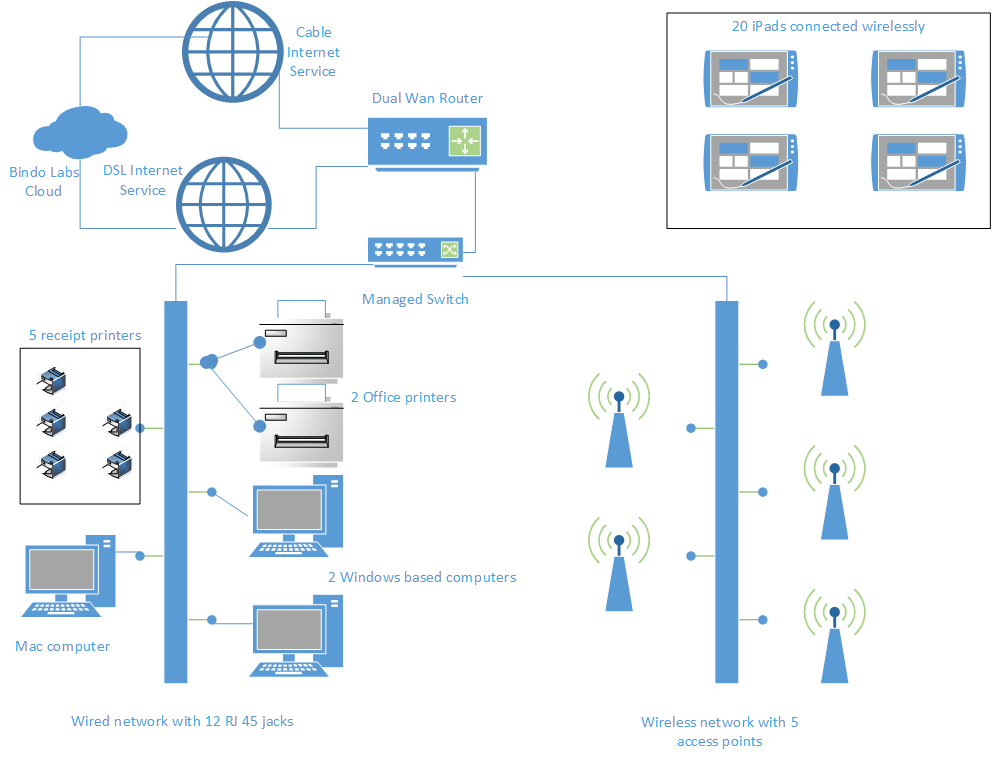 Cable
Internet
Service
20 iPads connected wirelessly
Dual Wan Router
Bindo Labs
Cloud
DSL Internet
Service
Managed Switch
5 receipt printers
2 Office printers
2 Windows based computers
Mac computer
Wired network with 12 RJ 45 jacks
Wireless network with 5
access points